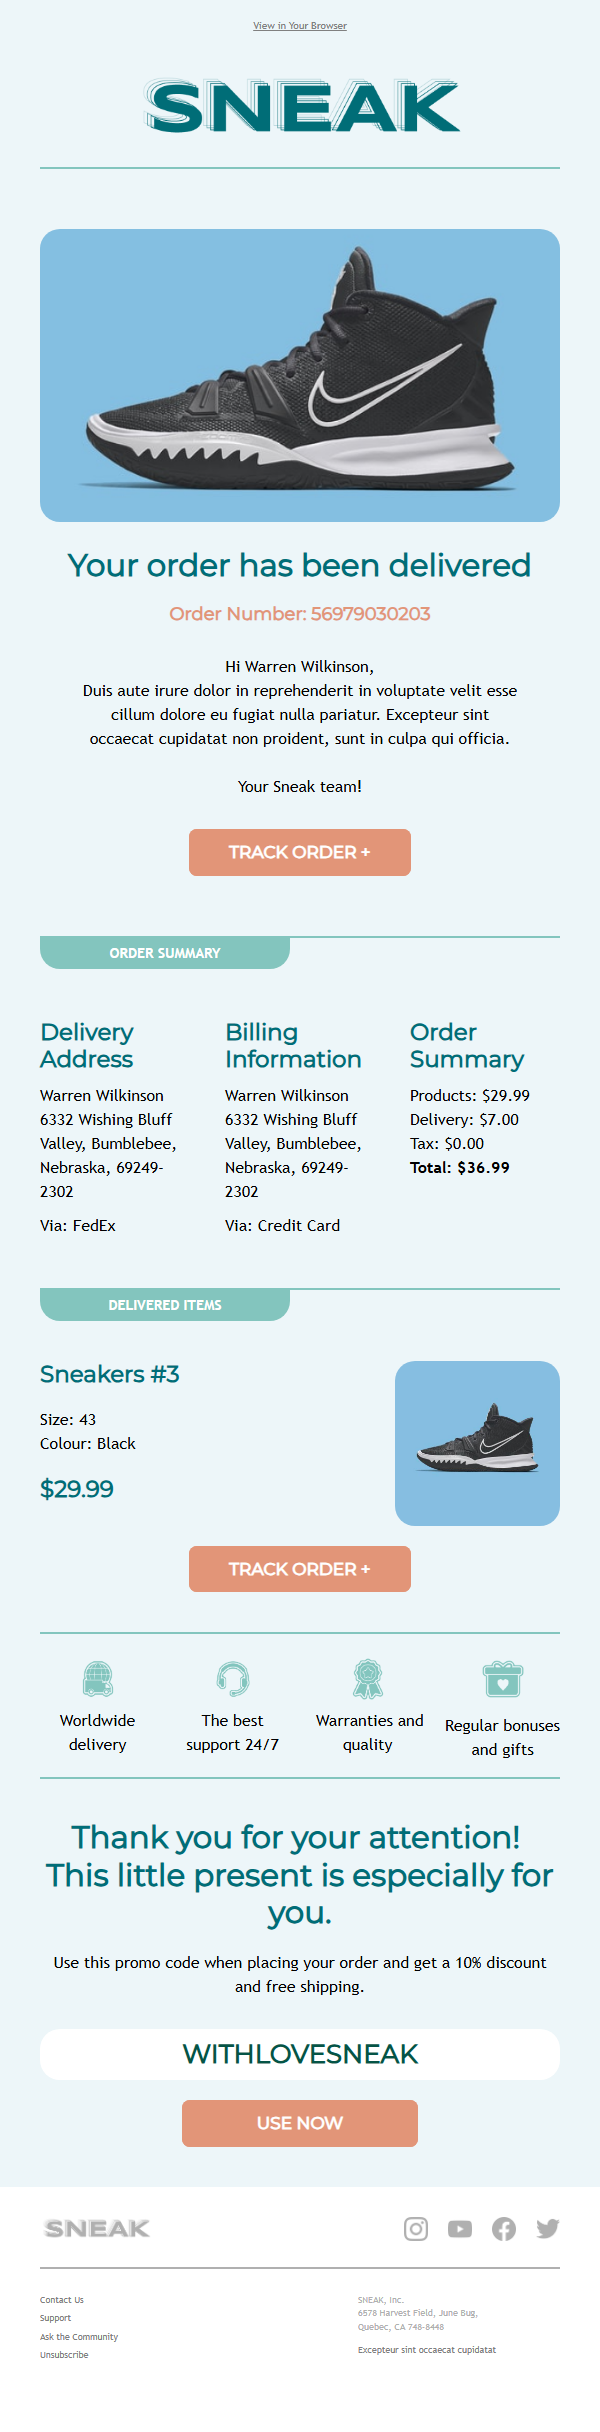 View in Your Browser
SNEAK
Your order has been delivered
Order Number: 56979030203
Hi Warren Wilkinson,
Duis aute irure dolor in reprehenderit in voluptate velit esse
cillum dolore eu fugiat nulla pariatur. Excepteur sint
occaecat cupidatat non proident, sunt in culpa qui officia.
Your Sneak team!
TRACK ORDER +
ORDER SUMMARY
Delivery
Address
Warren Wilkinson
6332 Wishing Bluff
Valley, Bumblebee,
Nebraska, 69249-
2302
Via: FedEx
Billing
Information
Warren Wilkinson
6332 Wishing Bluff
Valley, Bumblebee,
Nebraska, 69249-
2302
Via: Credit Card
Order
Summary
Products: $29.99
Delivery: $7.00
Tax: $0.00
Total: $36.99
DELIVERED ITEMS
Sneakers #3
Size: 43
Colour: Black
$29.99
TRACK ORDER +
Worldwide
delivery
The best
support 24/7
Warranties and
quality
Regular bonuses
and gifts
Thank you for your attention!
This little present is especially for
you.
Use this promo code when placing your order and get a 10% discount
and free shipping.
WITHLOVESNEAK
USE NOW
SNEAK
Contact Us
Support
Ask the Community
Unsubscribe
SNEAK, Inc.
6578 Harvest Field, June Bug,
Quebec, CA 748-8448
Excepteur sint occaecat cupidatat